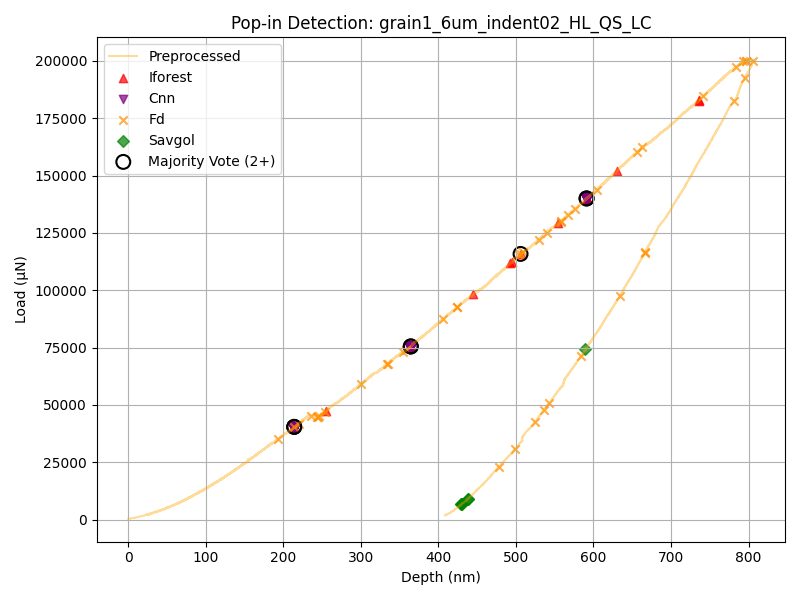 Pop-in Detection: grain1_6um_indent02_HL_QS_LC
Preprocessed
Iforest
Cnn
Fd
Savgol
Majority Vote (2+)
200000
175000
150000
125000
100000
75000
50000
25000
0
Load (µN)
0 100 200 300 400 500 600 700 800
Depth (nm)